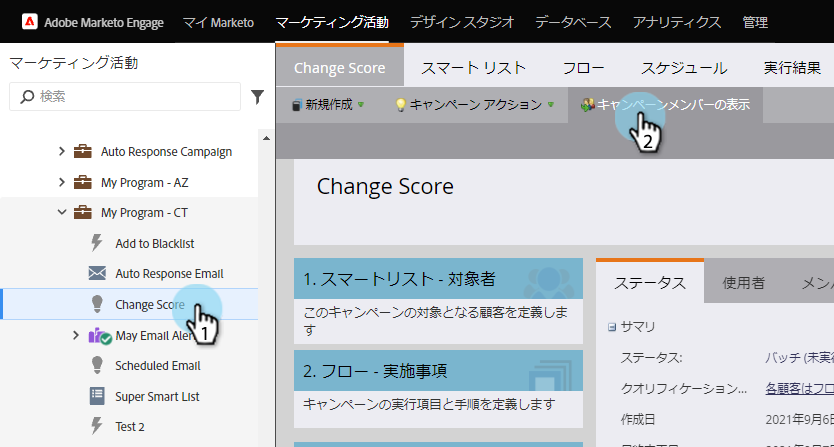 Adobe Marketo Engage マイ Marketo マーケティング活動 デザイン スタジオ データベース アナリティクス 管理
マーケティング活動
検索
Auto Response Campaign
My Program - AZ
My Program - CT
Add to Blacklist
Auto Response Email
Change Score
May Email Aler
Scheduled Email
Super Smart List
Test 2
1
Change Score スマート リスト フロー スケジュール 実行結果
新規作成 キャンペーン アクション キャンペーンメンバーの表示
2
Change Score
1. スマートリスト - 対象者
このキャンペーンの対象となる顧客を定義しま
す
2. フロー - 実施事項
キャンペーンの実行項目と手順を定義します
ステータス 使用者 メン
サマリ
ステータス: バッチ (未実
クオリフィケーション... 各顧客はフロ
作成日 2021年9月6